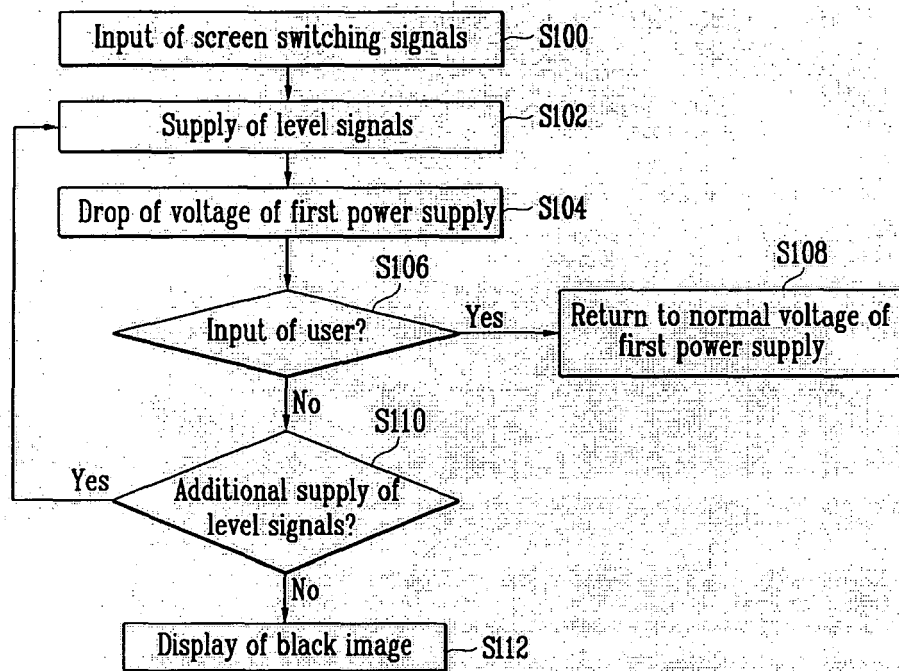 Input of screen switching signals
S100
Supply of level signals
S102
Drop of voltage of first power supply
S104
S106
Input of user?
Yes
S108
Return to normal voltage of
first power supply
No
S110
Yes
Additional supply of
level signals?
No
Display of black image
S112